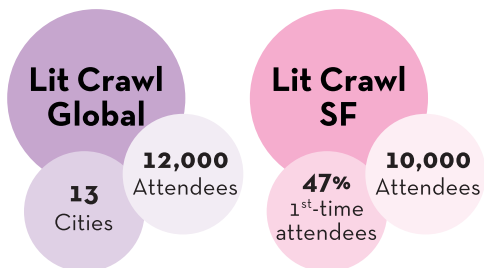 Lit Crawl
Global
12,000
Attendees
13
Cities
Lit Crawl
SF
10,000
Attendees
47%
1st-time
attendees